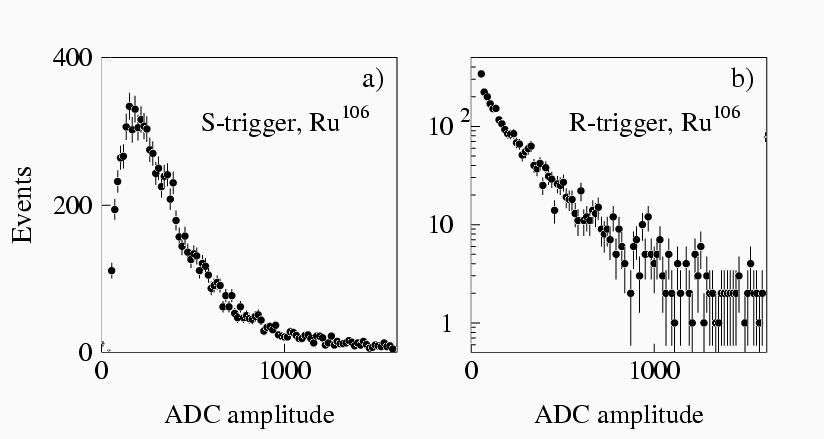 400
200
0
0
1000
Events
ADC amplitude
a)
S-trigger, Ru106
10 2
10
1
0
1000
ADC amplitude
b)
R-trigger, Ru106